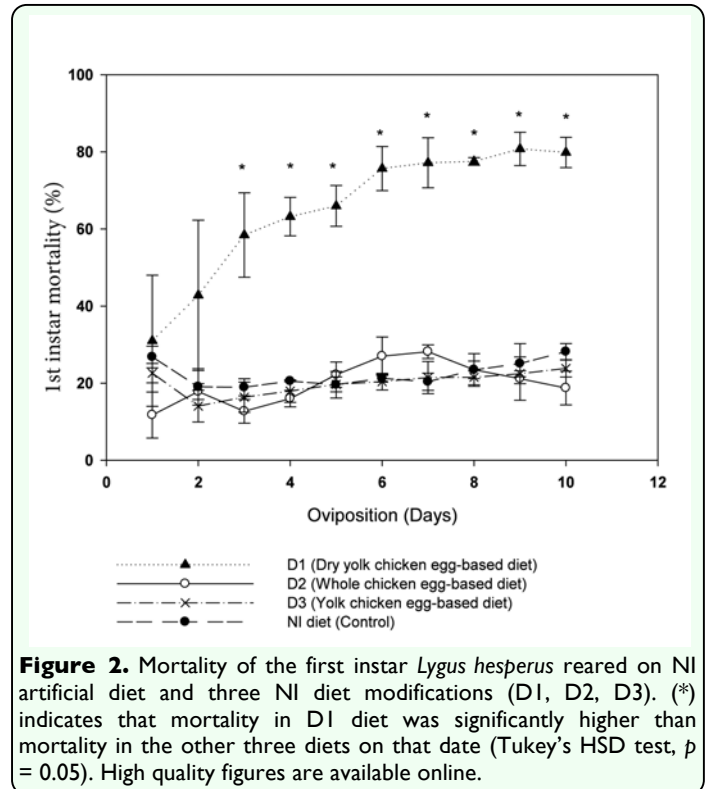 100
* * * * * * * *
80
60
40
20
0
1st instar mortality (%)
0 2 4 6 8 10 12
Oviposition (Days)
D1 (Dry yolk chicken egg-based diet)
D2 (Whole chicken egg-based diet)
D3 (Yolk chicken egg-based diet)
NI diet (Control)
Figure 2. Mortality of the first instar Lygus hesperus reared on NI
artificial diet and three NI diet modifications (D1, D2, D3). (*)
indicates that mortality in D1 diet was significantly higher than
mortality in the other three diets on that date (Tukey's HSD test, p
= 0.05). High quality figures are available online.